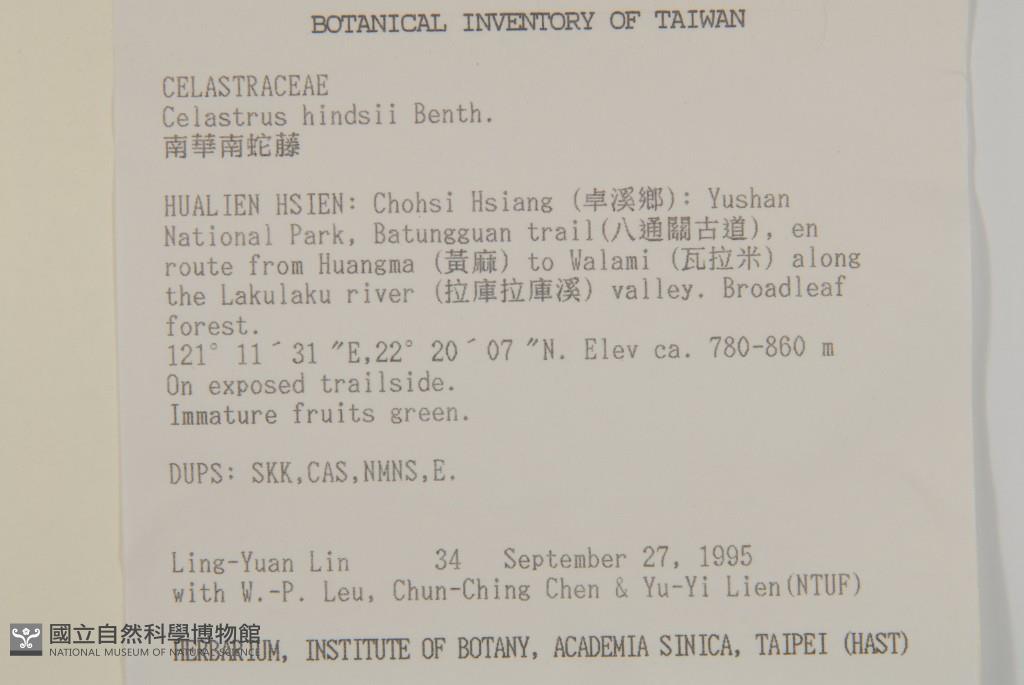 BOTANICAL INVENTORY OF TAIWAN
CELASTRACEAE
Celastrus hindsii Benth.
南華南蛇藤
HUALIEN HSIEN: Chohsi Hsiang (卓溪鄉): Yushan
National Park, Batungguan trail(八通關古道), en
route from Huangma (黃麻) to Walami (瓦拉米) along
the Lakulaku river (拉庫拉庫溪) valley. Broadleaf
forest.
121° 11´31 ″E,22° 20´07 ″N. Elev ca. 780-860 m
On exposed trailside.
Immature fruits green.
DUPS: SKK,CAS,NMNS,E.
Ling-Yuan Lin 34 September 27, 1995
with W.-P. Leu, Chun-Ching Chen & Yu-Yi Lien(NTUF)
HERBARIUM, INSTITUTE OF BOTANY, ACADEMIA SINICA, TAIPEI (HAST)
國立自然科學博物館
NATIONAL MUSEUM OF NATURAL SCIENCE